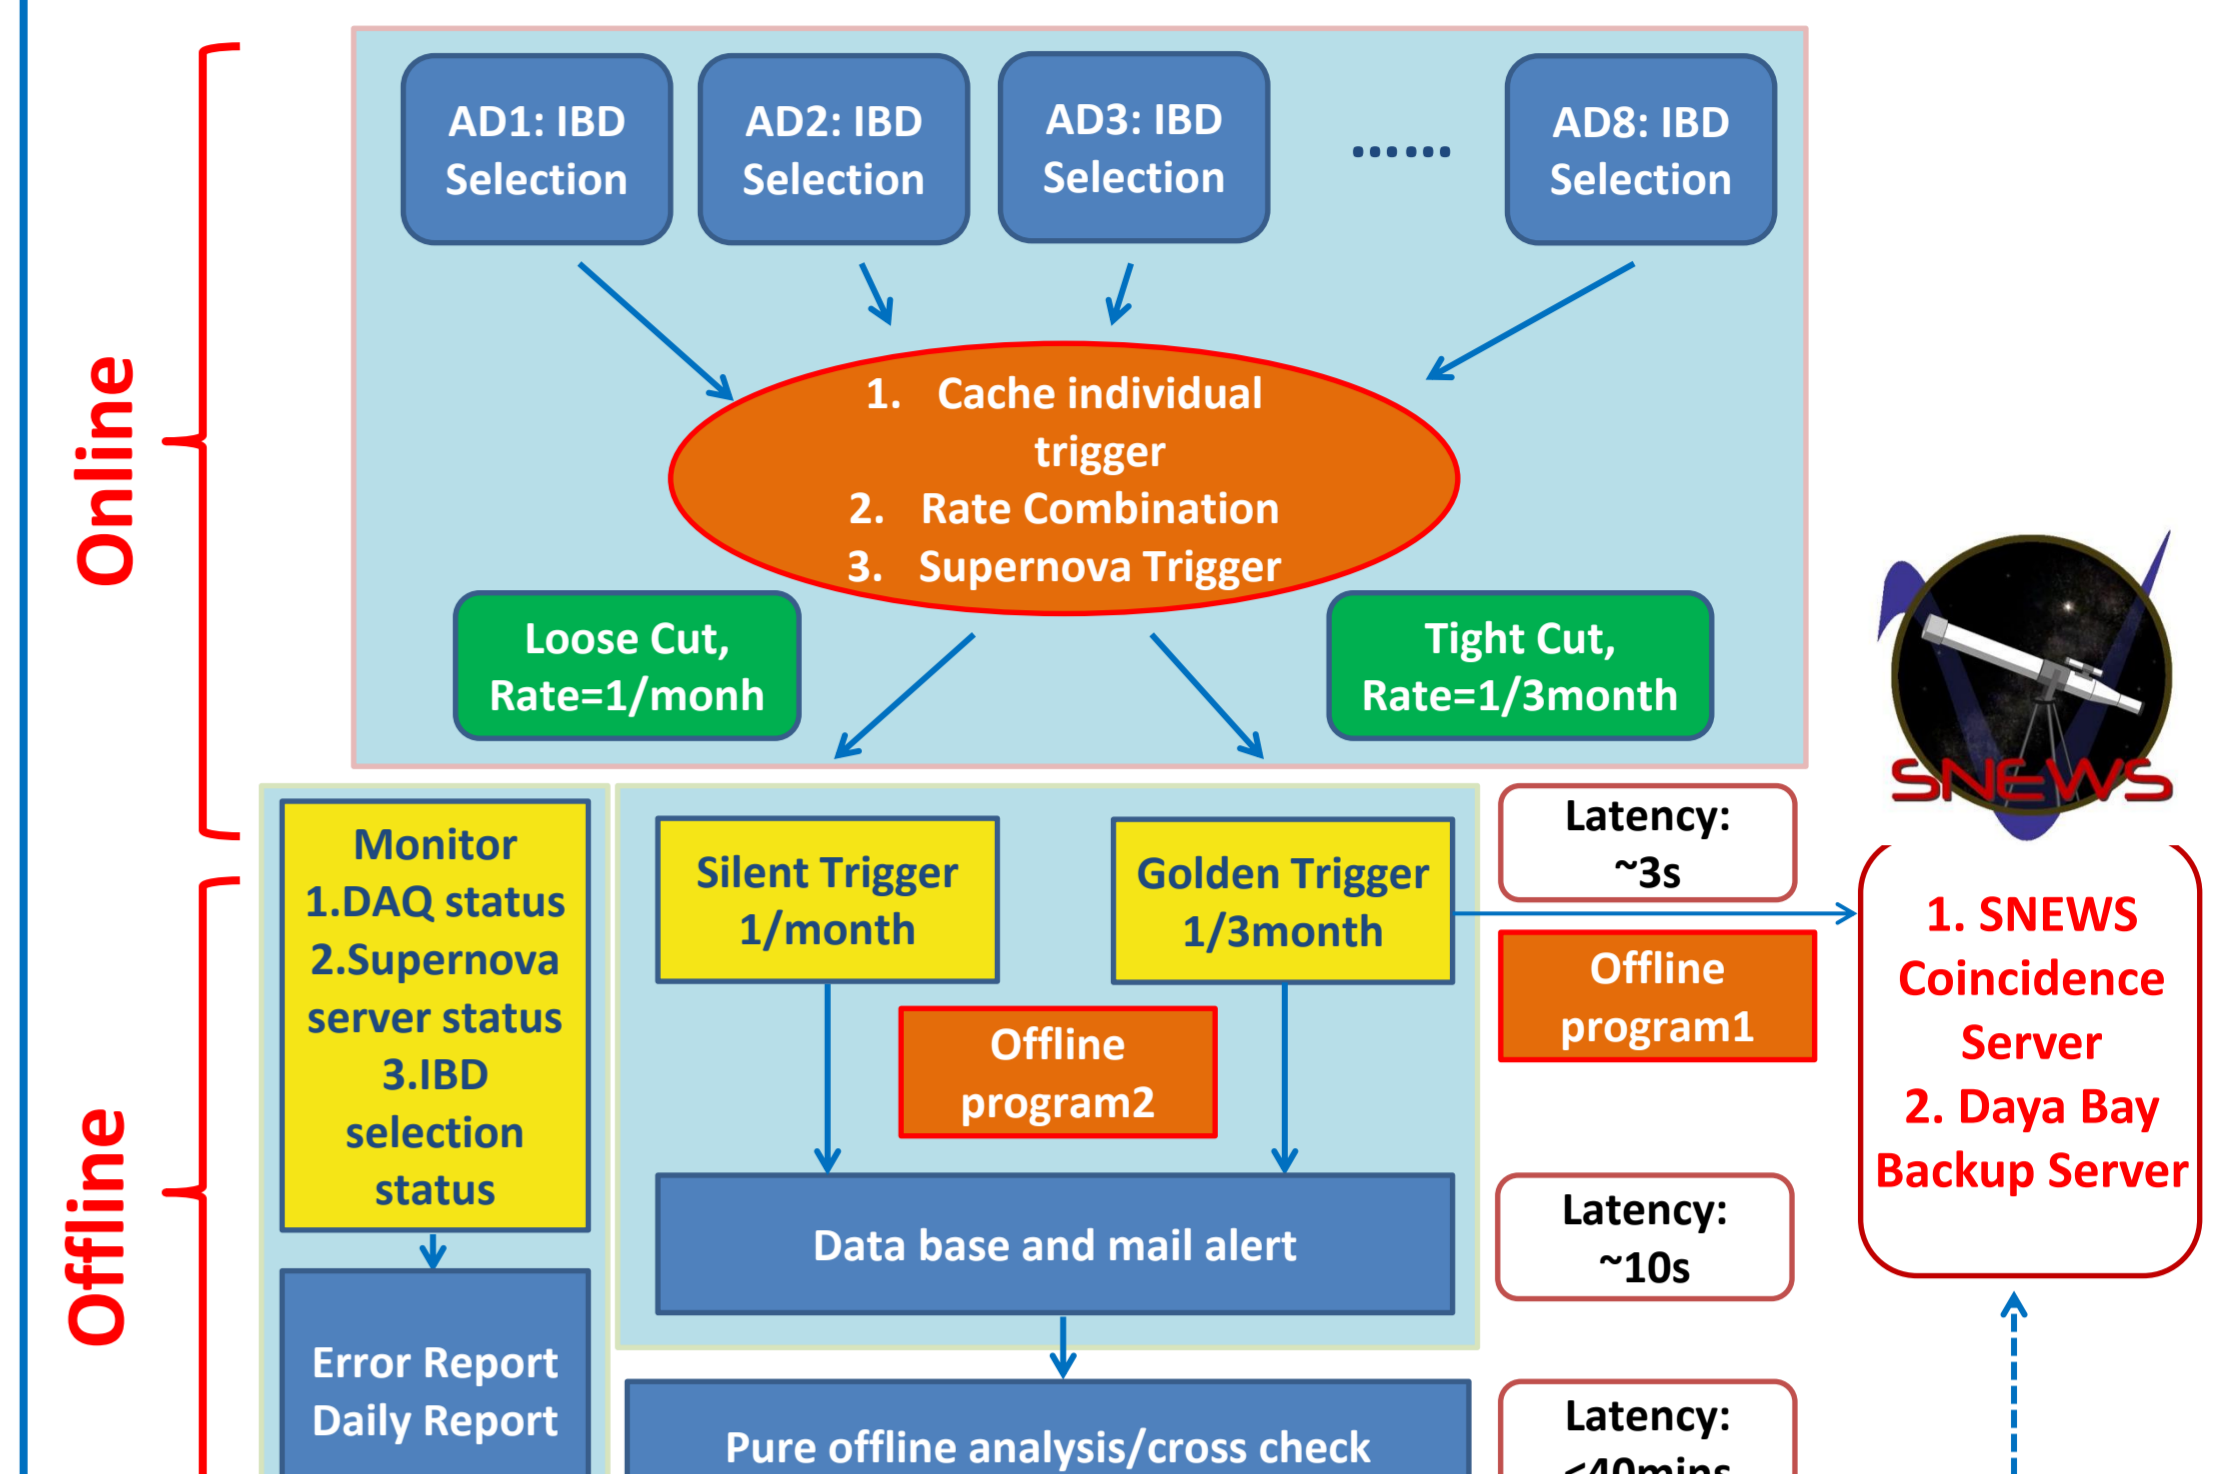 Online
AD1: IBD
Selection
AD2: IBD
Selection
AD3: IBD
Selection
.......
AD8: IBD
Selection
1. Cache individual
trigger
2. Rate Combination
3. Supernova Trigger
Loose Cut,
Rate=1/monh
Tight Cut,
Rate=1/3month
SNEWS
Offline
Monitor
1.DAQ status
2.Supernova
server status
3.IBD
selection
status
Error Report
Daily Report
Silent Trigger
1/month
Golden Trigger
1/3month
Latency:
~3s
Offline
program1
Offline
program2
1. SNEWS
Coincidence
Server
2. Daya Bay
Backup Server
Data base and mail alert
Latency:
~10s
Pure offline analysis/cross check
Latency:
<40mins